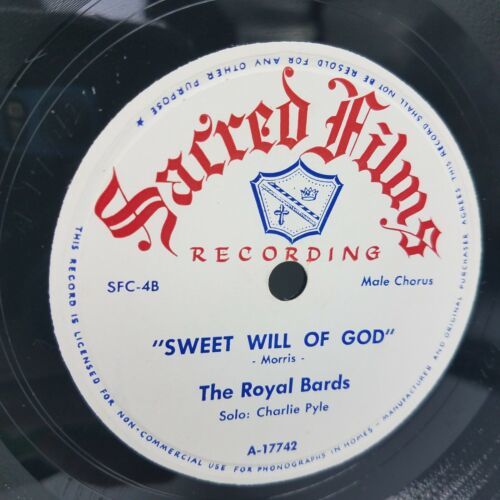 Sacred Films
RECORDING
SFC-4B
Male Chorus
"SWEET WILL OF GOD"
- Morris -
The Royal Bards
Solo: Charlie Pyle
A-17742
THIS RECORD IS LICENSED FOR NON-COMMERCIAL USE FOR PHONOGRAPHS IN HOMES - MANUFACTURER AND ORIGINAL PURCHASER AGREES THIS RECORD SHALL NOT BE RESOLD FOR ANY OTHER PURPOSE ★